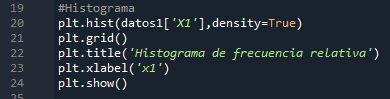 19 #Histograma
20 plt.hist(datos1['X1'],density=True)
21 plt.grid()
22 plt.title('Histograma de frecuencia relativa')
23 plt.xlabel('x1')
24 plt.show()
25